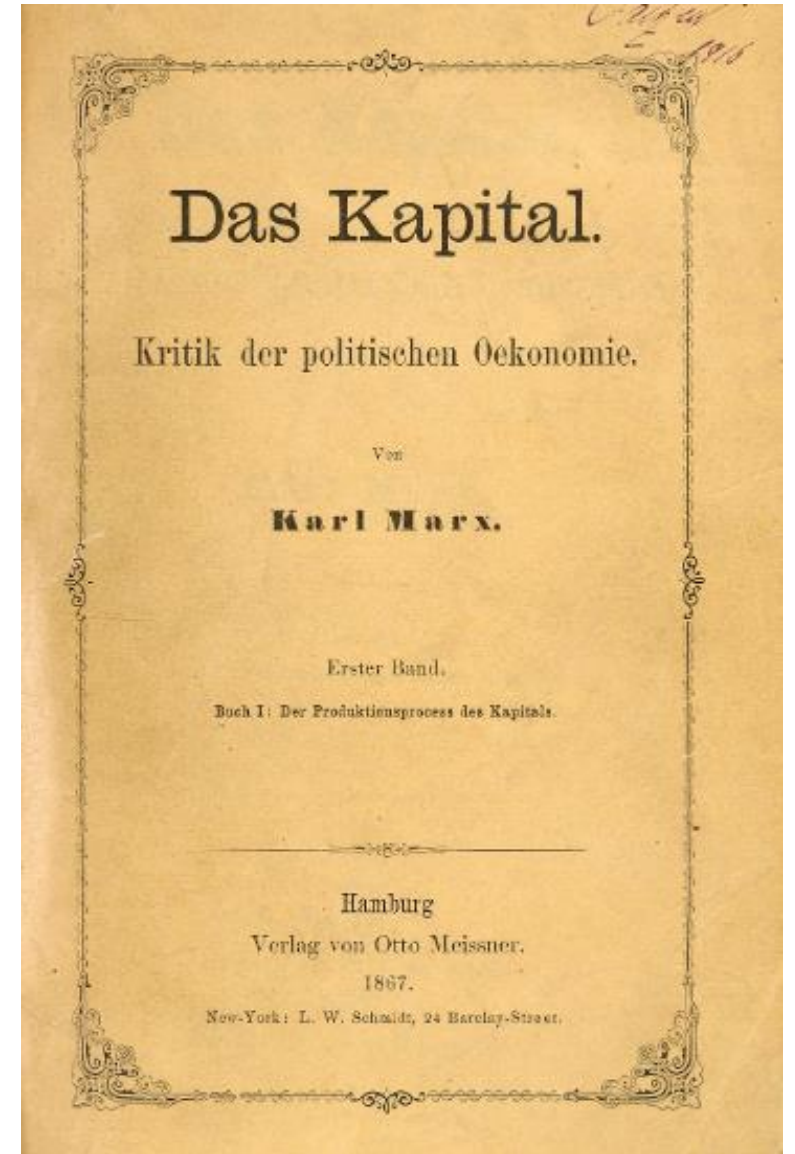 1916
Das Kapital.
Kritik der politischen Oekonomie.
Von
Karl Marx.
Erster Band.
Buch I: Der Produktionsprocess des Kapitals.
Hamburg
Verlag von Otto Meissner.
1867.
New-York: L. W. Schmidt, 24 Barclay-Street.